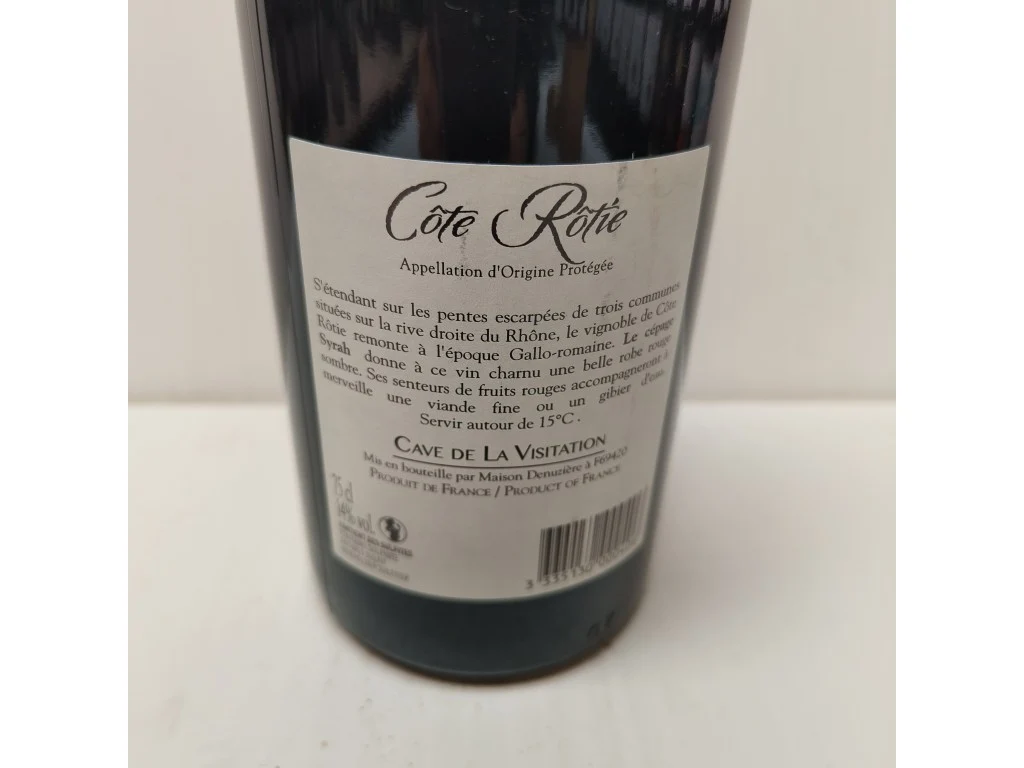 Côte Rôtie
Appellation d'Origine Protégée
S'étendant sur les pentes escarpées de trois communes
situées sur la rive droite du Rhône, le vignoble de Côte
Rôtie remonte à l'époque Gallo-romaine. Le cépage
Syrah donne à ce vin charnu une belle robe rouge
sombre. Ses senteurs de fruits rouges accompagneront à
merveille une viande fine ou un gibier d'eau.
Servir autour de 15°C.
CAVE DE LA VISITATION
Mis en bouteille par Maison Denuzière à F69420
PRODUIT DE FRANCE / PRODUCT OF FRANCE
75 cl
14% vol.